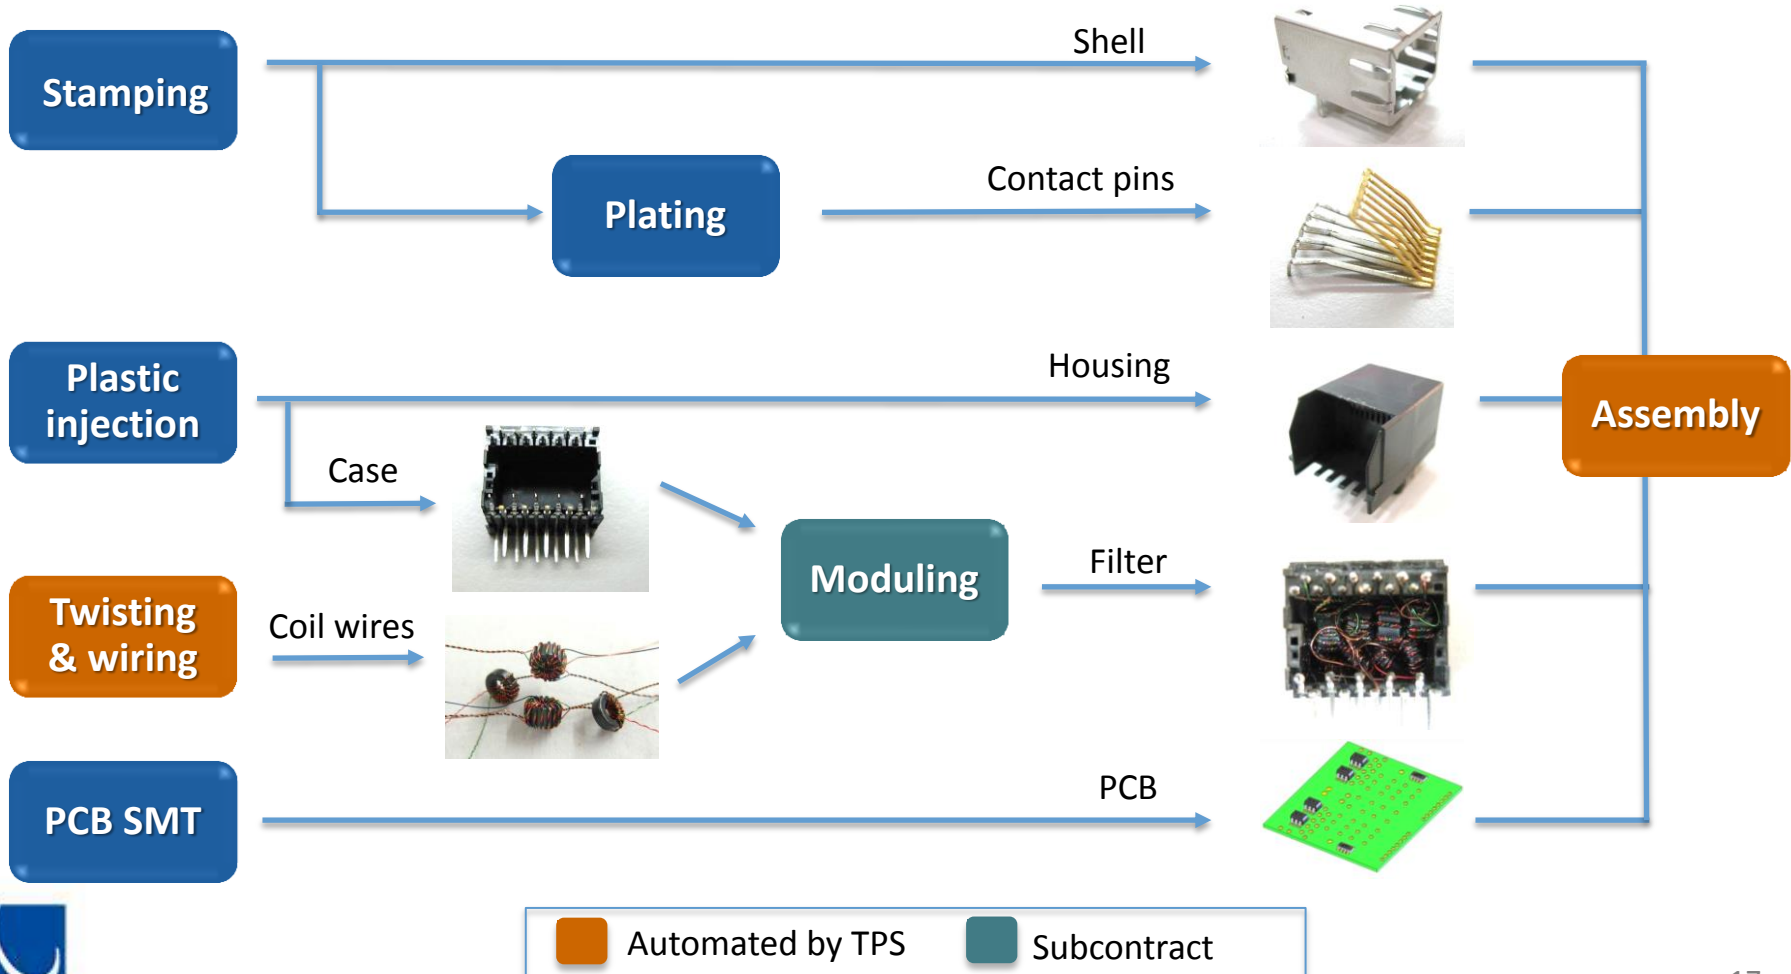 Stamping
Shell
Plating
Contact pins
Plastic
injection
Housing
Assembly
Case
Moduling
Filter
Twisting
& wiring
Coil wires
PCB SMT
PCB
Automated by TPS
Subcontract